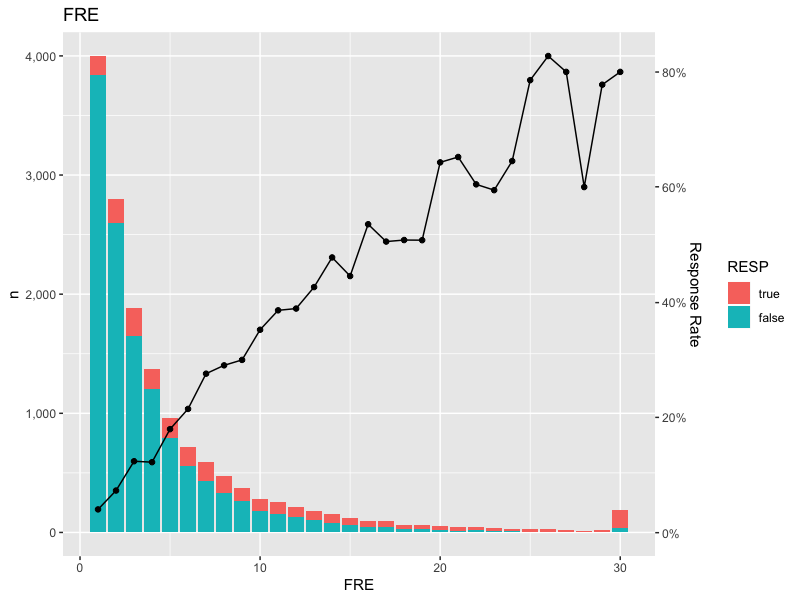 FRE
4,000
3,000
2,000
1,000
0
n
0
10
20
30
FRE
80%
60%
40%
20%
0%
Response Rate
RESP
true
false